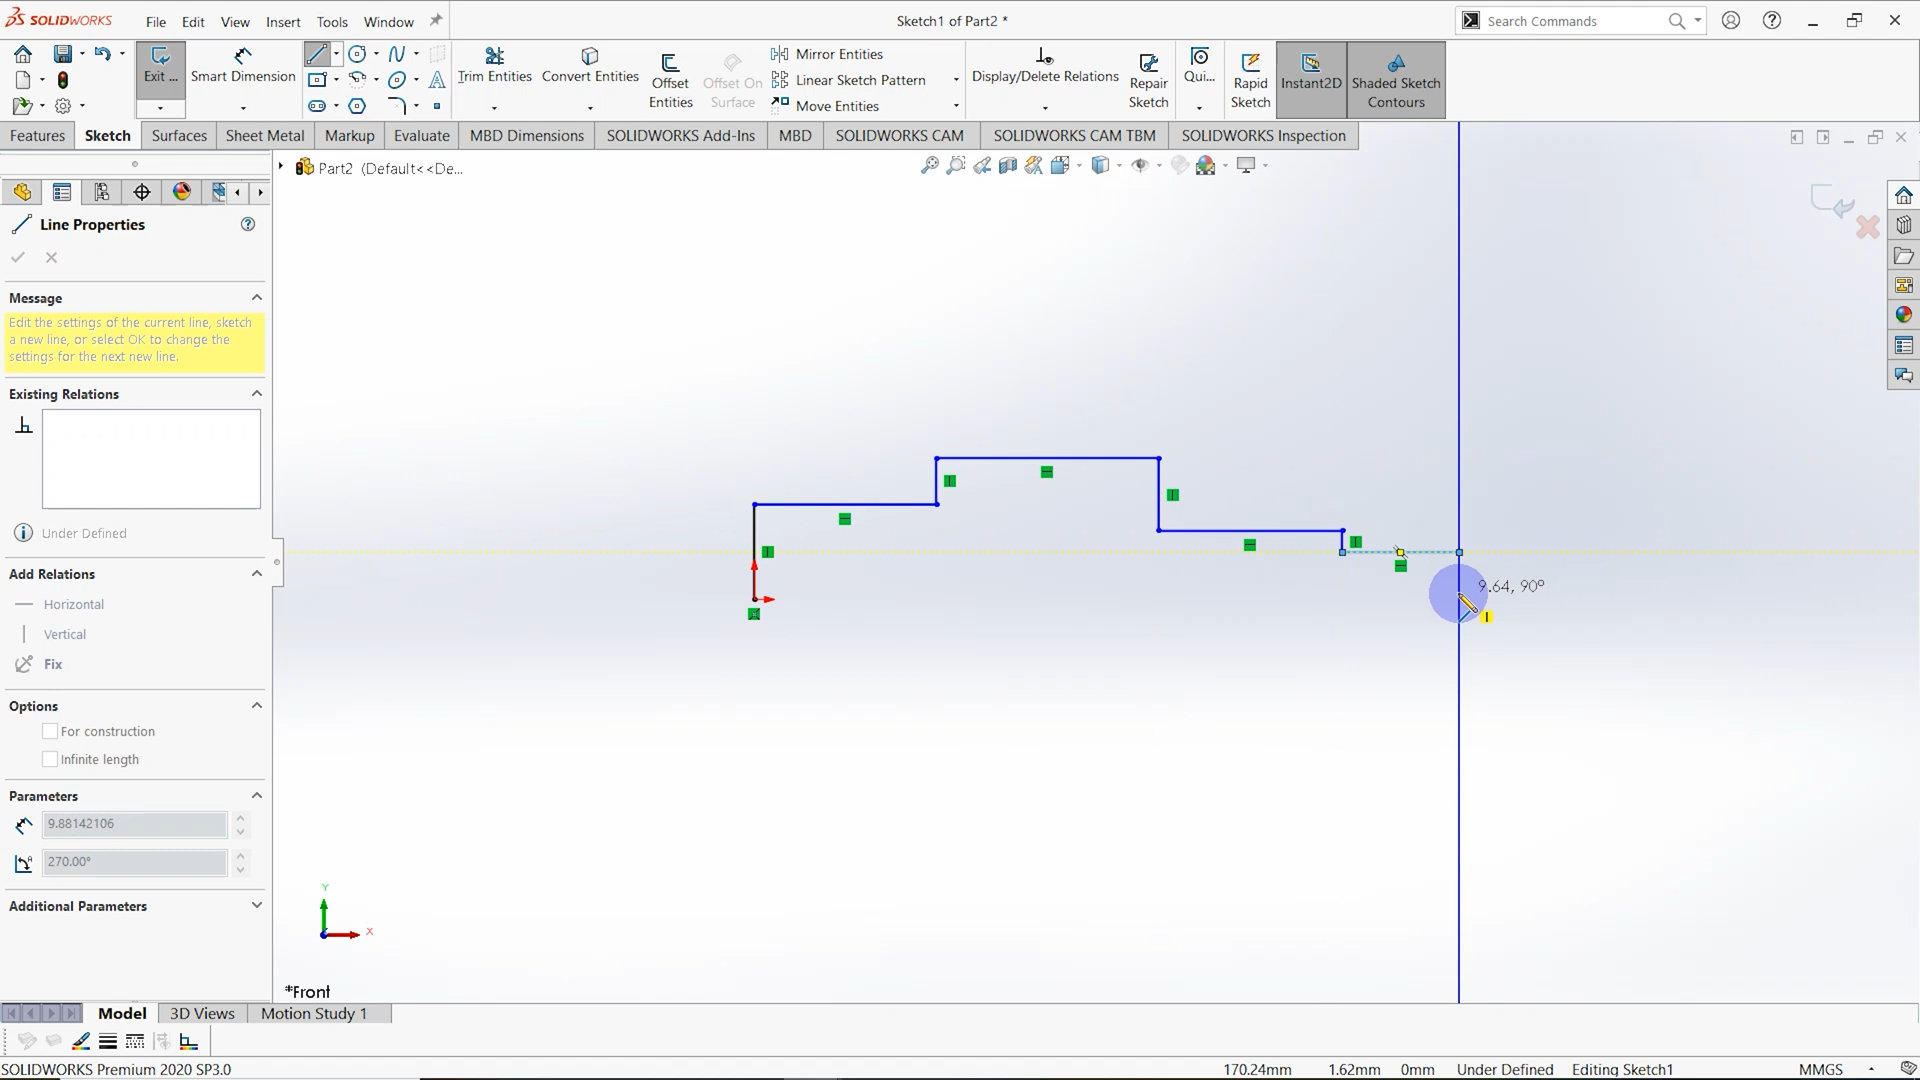 SOLIDWORKS
File
Edit
View
Insert
Tools
Window
Sketch1 of Part2 *
Search Commands
Exit ...
Smart Dimension
Trim Entities
Convert Entities
Offset Entities
Offset On Surface
Mirror Entities
Linear Sketch Pattern
Move Entities
Display/Delete Relations
Repair Sketch
Qui...
Rapid Sketch
Instant2D
Shaded Sketch Contours
Features
Sketch
Surfaces
Sheet Metal
Markup
Evaluate
MBD Dimensions
SOLIDWORKS Add-Ins
MBD
SOLIDWORKS CAM
SOLIDWORKS CAM TBM
SOLIDWORKS Inspection
Part2 (Default<<De...
Line Properties
Message
Edit the settings of the current line, sketch
a new line, or select OK to change the
settings for the next new line.
Existing Relations
Under Defined
Add Relations
Horizontal
Vertical
Fix
Options
For construction
Infinite length
Parameters
9.88142106
270.00°
Additional Parameters
9.64, 90°
Y
X
*Front
Model
3D Views
Motion Study 1
SOLIDWORKS Premium 2020 SP3.0
170.24mm
1.62mm
0mm
Under Defined
Editing Sketch1
MMGS